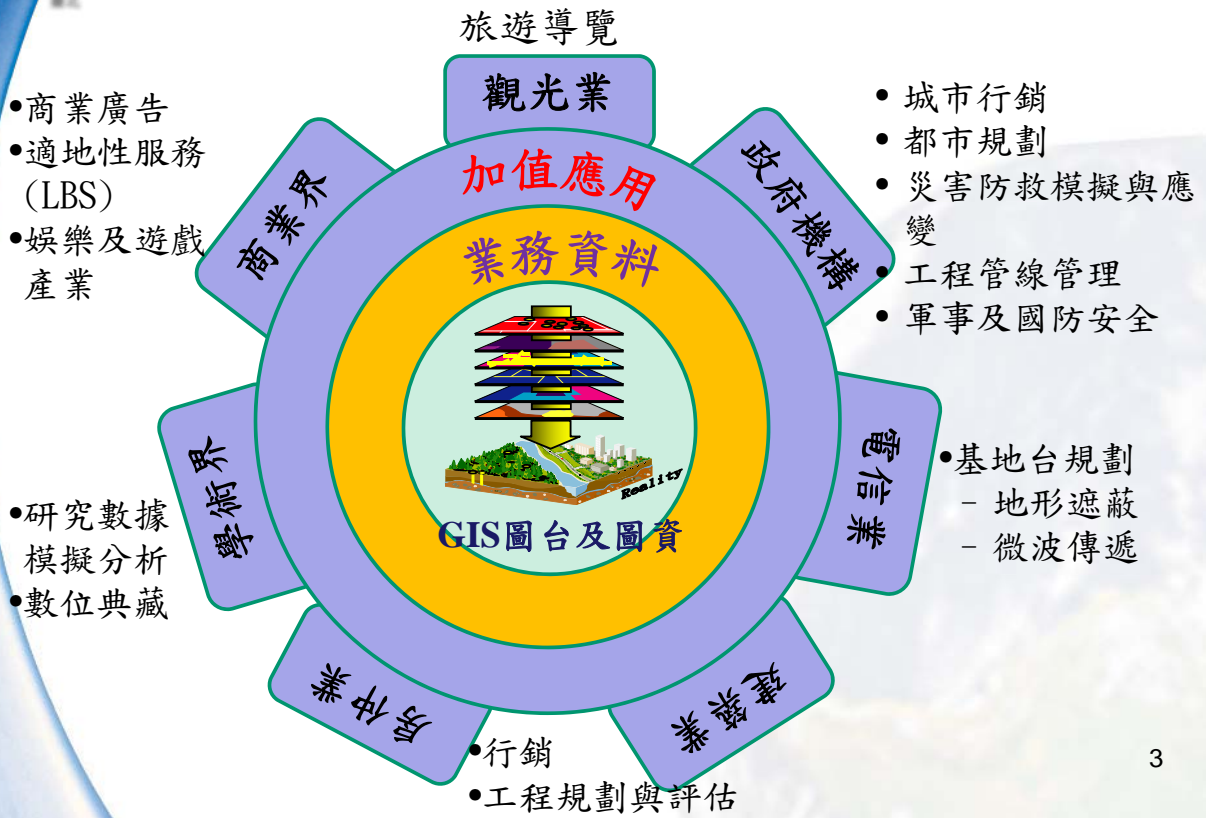 旅遊導覽
觀光業
•商業廣告
•適地性服務
(LBS)
•娛樂及遊戲
產業
商業界
加值應用
業務資料
政府機構
• 城市行銷
• 都市規劃
• 災害防救模擬與應
變
• 工程管線管理
• 軍事及國防安全
Reality
GIS圖台及圖資
電信業
•基地台規劃
– 地形遮蔽
– 微波傳遞
學術界
•研究數據
模擬分析
•數位典藏
房仲業
建築業
•行銷
•工程規劃與評估
3